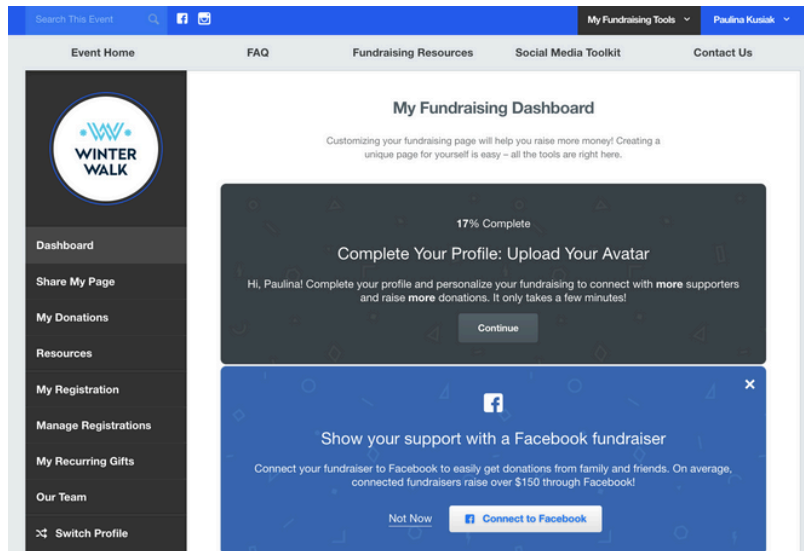 Search This Event
My Fundraising Tools
Paulina Kusiak
Event Home
FAQ
Fundraising Resources
Social Media Toolkit
Contact Us
WINTER
WALK
Dashboard
Share My Page
My Donations
Resources
My Registration
Manage Registrations
My Recurring Gifts
Our Team
Switch Profile
My Fundraising Dashboard
Customizing your fundraising page will help you raise more money! Creating a
unique page for yourself is easy – all the tools are right here.
17% Complete
Complete Your Profile: Upload Your Avatar
Hi, Paulina! Complete your profile and personalize your fundraising to connect with more supporters
and raise more donations. It only takes a few minutes!
Continue
Show your support with a Facebook fundraiser
Connect your fundraiser to Facebook to easily get donations from family and friends. On average,
connected fundraisers raise over $150 through Facebook!
Not Now
Connect to Facebook